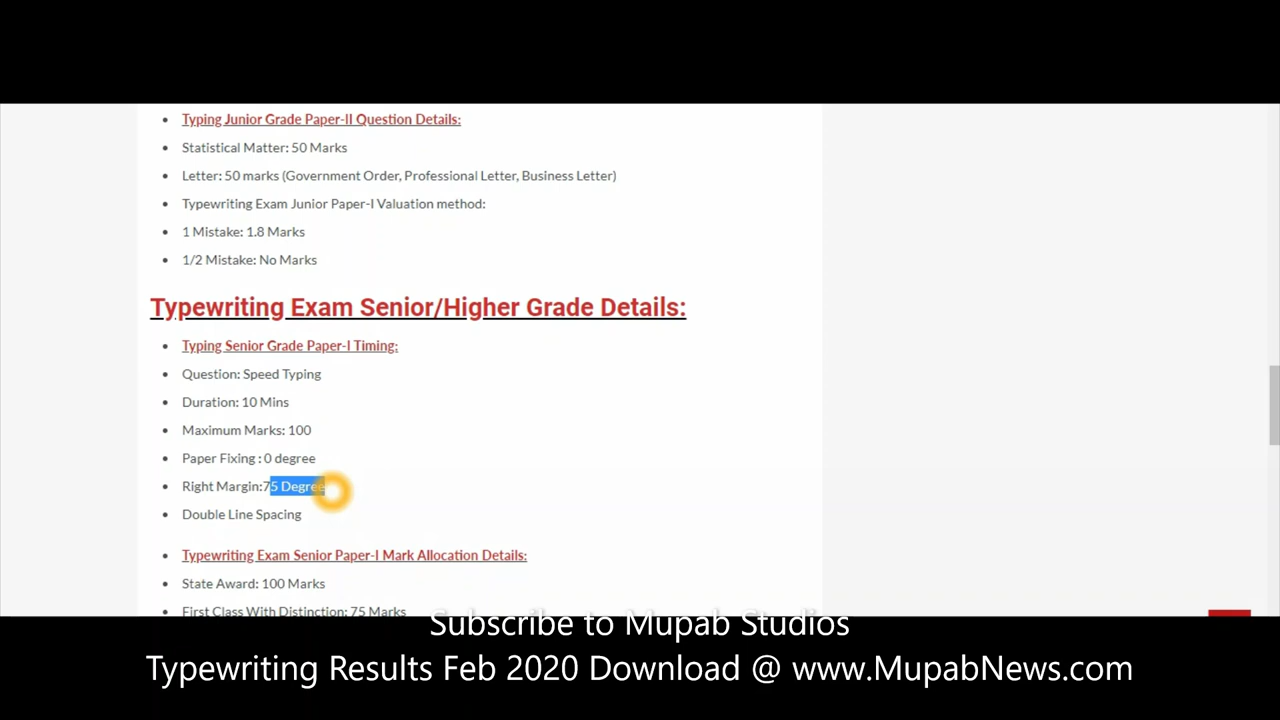 Typing Junior Grade Paper-II Question Details:
Statistical Matter: 50 Marks
Letter: 50 marks (Government Order, Professional Letter, Business Letter)
Typewriting Exam Junior Paper-I Valuation method:
1 Mistake: 1.8 Marks
1/2 Mistake: No Marks
Typewriting Exam Senior/Higher Grade Details:
Typing Senior Grade Paper-I Timing:
Question: Speed Typing
Duration: 10 Mins
Maximum Marks: 100
Paper Fixing : 0 degree
Right Margin:75 Degree
Double Line Spacing
Typewriting Exam Senior Paper-I Mark Allocation Details:
State Award: 100 Marks
First Class With Distinction: 75 Marks
Subscribe to Mupab Studios
Typewriting Results Feb 2020 Download @ www.MupabNews.com